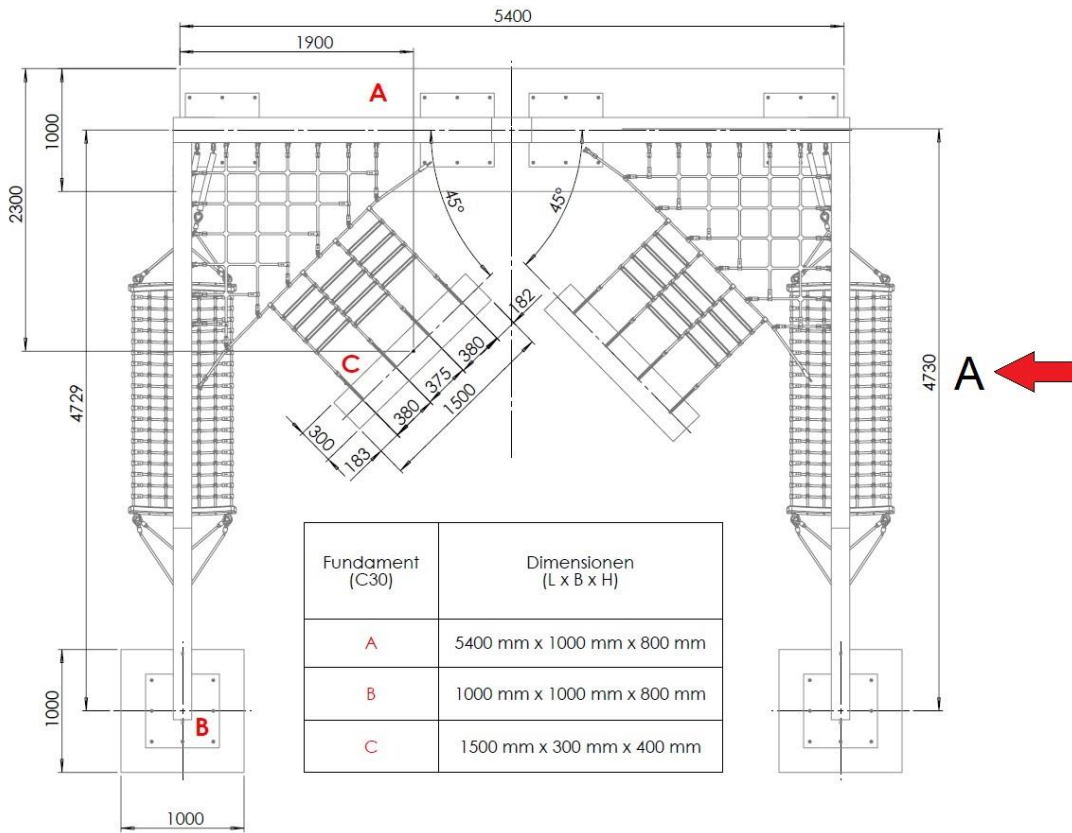 5400
1900
A
1000
2300
45°
45°
182
380
375
380
1500
300
183
C
4729
4730
A
Fundament
(C30)
Dimensionen
(L x B x H)
A
5400 mm x 1000 mm x 800 mm
B
1000 mm x 1000 mm x 800 mm
C
1500 mm x 300 mm x 400 mm
1000
B
1000